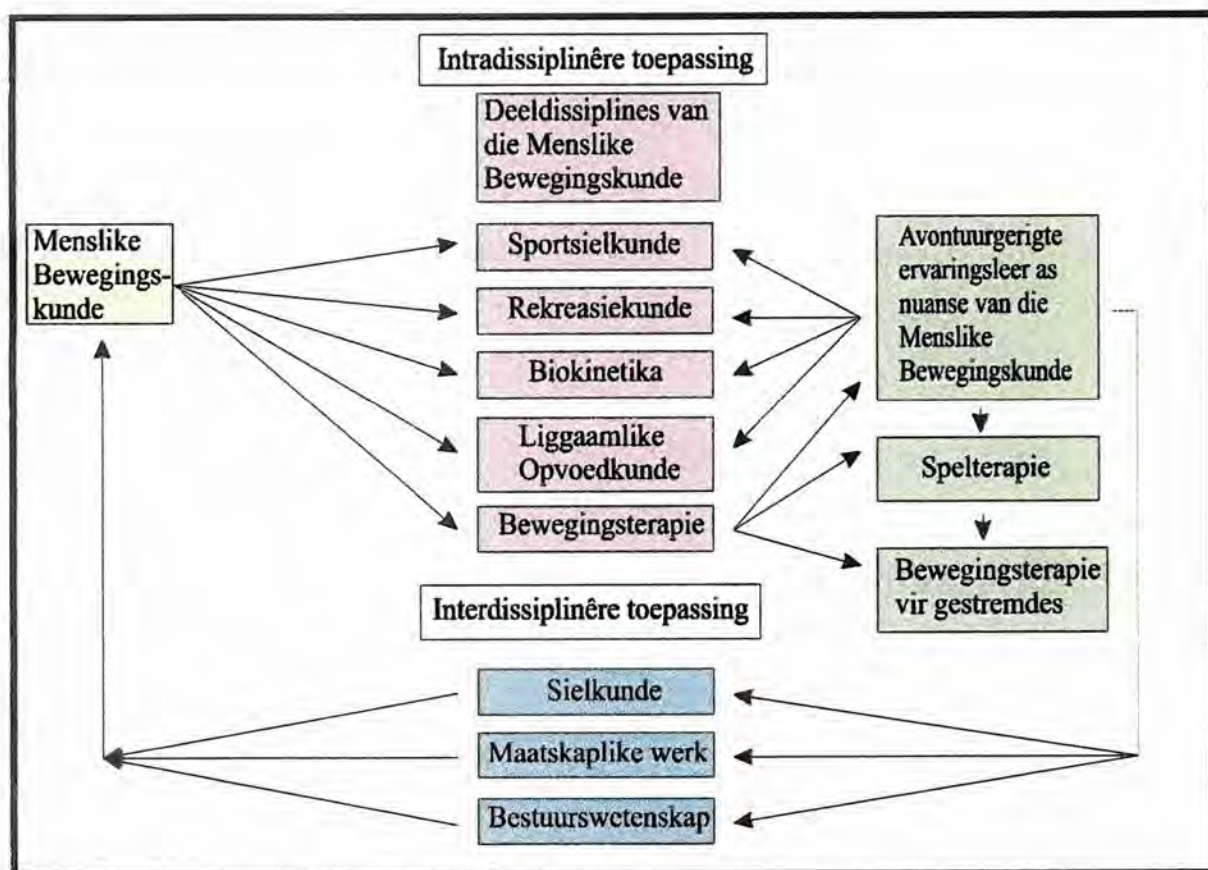 Intradissiplinêre toepassing
Deeldissiplines van
die Menslike
Bewegingskunde
Menslike
Bewegings-
kunde
Sportsielkunde
Rekreasiekunde
Biokinetika
Liggaamlike
Opvoedkunde
Bewegingsterapie
Avontuurgerigte
ervaringsleer as
nuanse van die
Menslike
Bewegingskunde
Spelterapie
Bewegingsterapie
vir gestremdes
Interdissiplinêre toepassing
Sielkunde
Maatskaplike werk
Bestuurswetenskap